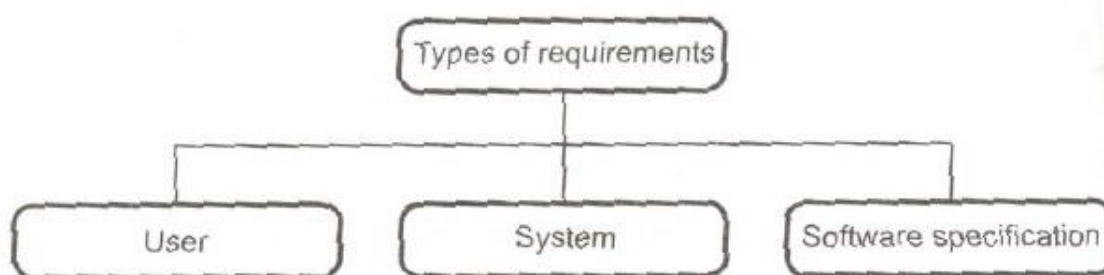 Types of requirements
User
System
Software specification